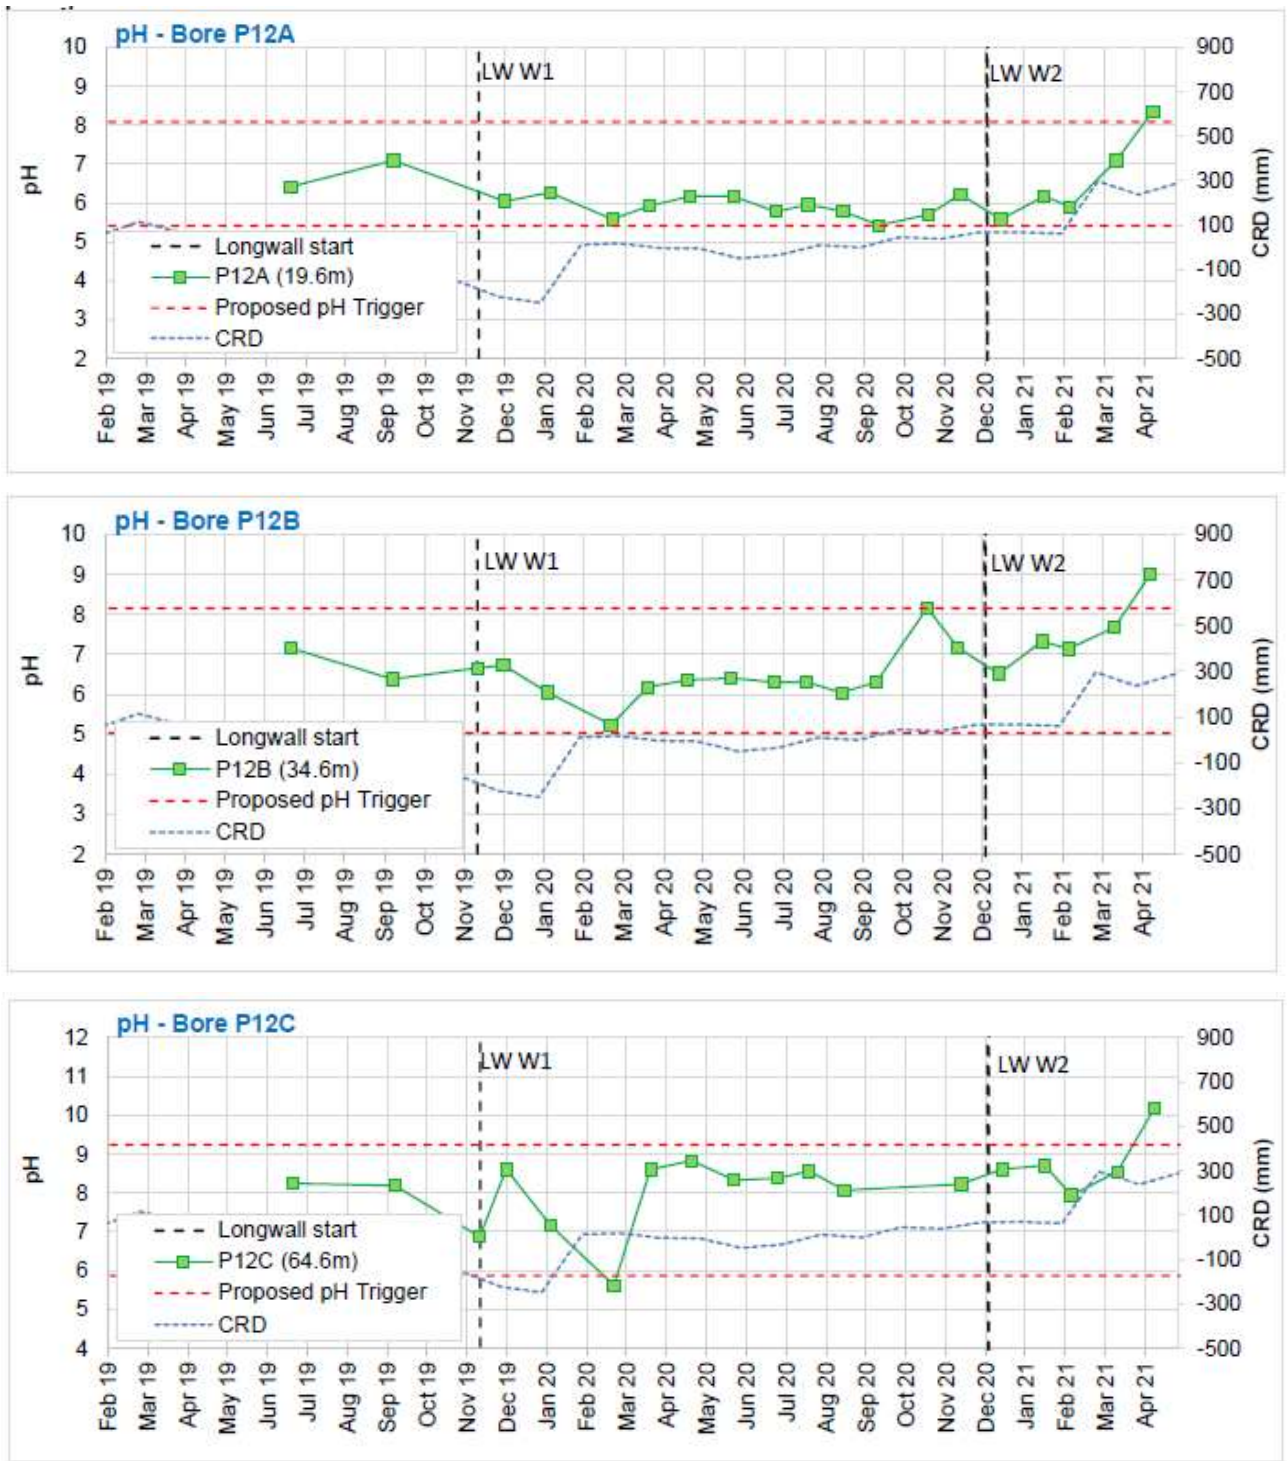 pH - Bore P12A
10
9
8
7
6
5
4
3
2
pH
900
700
500
300
100
-100
-300
-500
CRD (mm)
LW W1
LW W2
Longwall start
P12A (19.6m)
Proposed pH Trigger
CRD
Feb 19
Mar 19
Apr 19
May 19
Jun 19
Jul 19
Aug 19
Sep 19
Oct 19
Nov 19
Dec 19
Jan 20
Feb 20
Mar 20
Apr 20
May 20
Jun 20
Jul 20
Aug 20
Sep 20
Oct 20
Nov 20
Dec 20
Jan 21
Feb 21
Mar 21
Apr 21
pH - Bore P12B
10
9
8
7
6
5
4
3
2
pH
900
700
500
300
100
-100
-300
-500
CRD (mm)
LW W1
LW W2
Longwall start
P12B (34.6m)
Proposed pH Trigger
CRD
Feb 19
Mar 19
Apr 19
May 19
Jun 19
Jul 19
Aug 19
Sep 19
Oct 19
Nov 19
Dec 19
Jan 20
Feb 20
Mar 20
Apr 20
May 20
Jun 20
Jul 20
Aug 20
Sep 20
Oct 20
Nov 20
Dec 20
Jan 21
Feb 21
Mar 21
Apr 21
pH - Bore P12C
12
11
10
9
8
7
6
5
4
pH
900
700
500
300
100
-100
-300
-500
CRD (mm)
LW W1
LW W2
Longwall start
P12C (64.6m)
Proposed pH Trigger
CRD
Feb 19
Mar 19
Apr 19
May 19
Jun 19
Jul 19
Aug 19
Sep 19
Oct 19
Nov 19
Dec 19
Jan 20
Feb 20
Mar 20
Apr 20
May 20
Jun 20
Jul 20
Aug 20
Sep 20
Oct 20
Nov 20
Dec 20
Jan 21
Feb 21
Mar 21
Apr 21